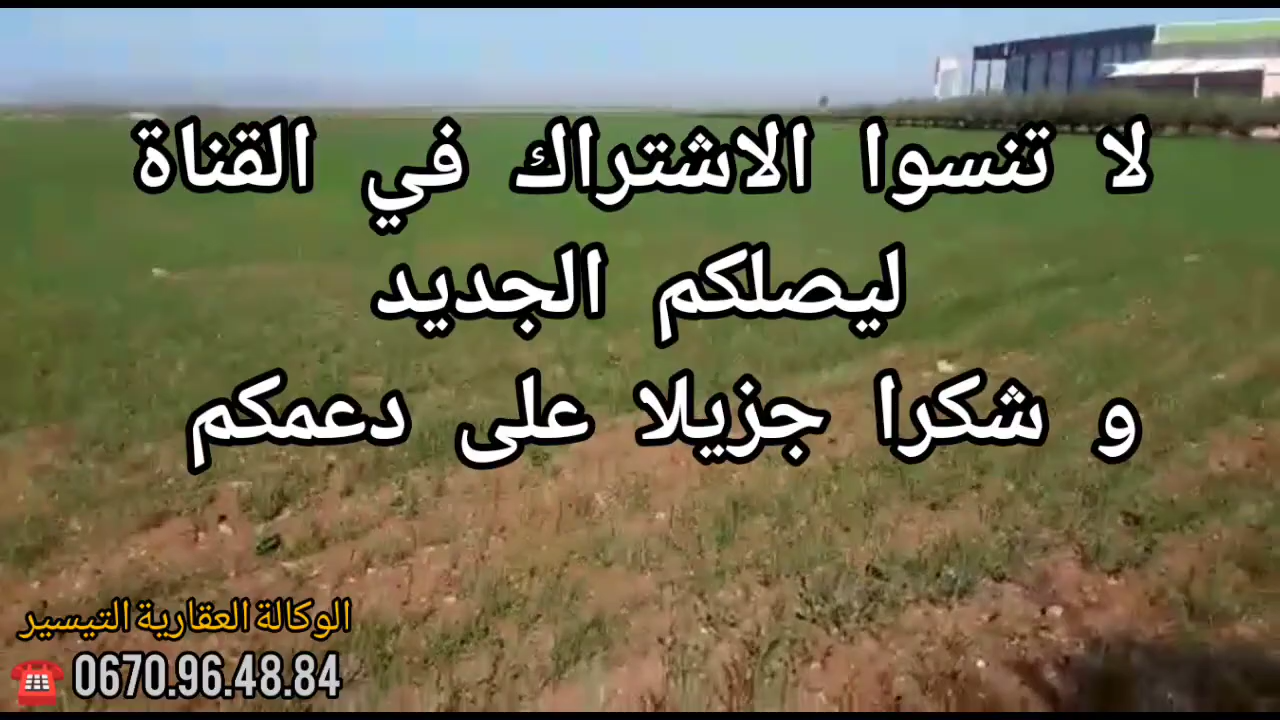 لا تنسوا الاشتراك في القناة
ليصلكم الجديد
و شكرا جزيلا على دعمكم
الوكالة العقارية التيسير
☎️ 0670.96.48.84